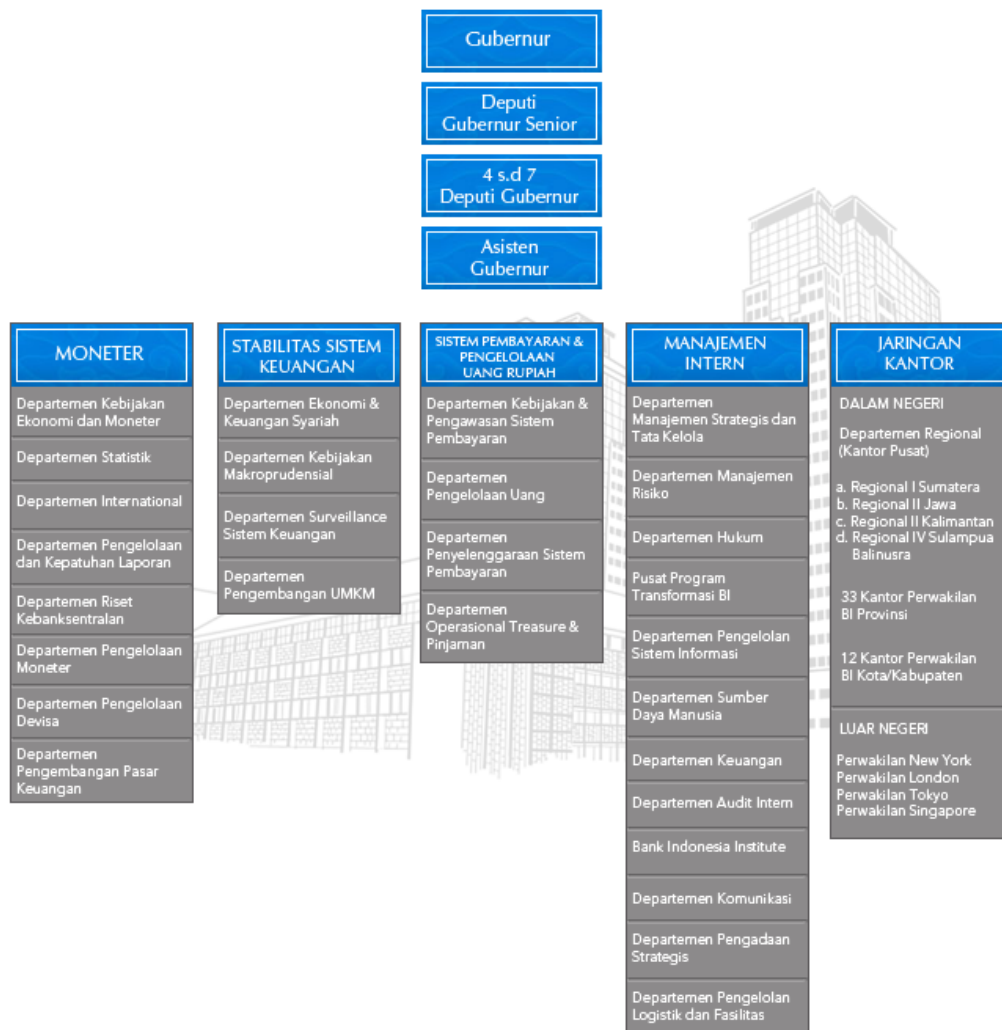 Gubernur
Deputi
Gubernur Senior
4 s.d 7
Deputi Gubernur
Asisten
Gubernur
MONETER
Departemen Kebijakan
Ekonomi dan Moneter
Departemen Statistik
Departemen International
Departemen Pengelolaan
dan Kepatuhan Laporan
Departemen Riset
Kebanksentralan
Departemen Pengelolaan
Moneter
Departemen Pengelolaan
Devisa
Departemen
Pengembangan Pasar
Keuangan
STABILITAS SISTEM
KEUANGAN
Departemen Ekonomi &
Keuangan Syariah
Departemen Kebijakan
Makroprudensial
Departemen Surveillance
Sistem Keuangan
Departemen
Pengembangan UMKM
SISTEM PEMBAYARAN &
PENGELOLAAN
UANG RUPIAH
Departemen Kebijakan &
Pengawasan Sistem
Pembayaran
Departemen
Pengelolaan Uang
Departemen
Penyelenggaraan Sistem
Pembayaran
Departemen
Operasional Treasure &
Pinjaman
MANAJEMEN
INTERN
Departemen
Manajemen Strategis dan
Tata Kelola
Departemen Manajemen
Risiko
Departemen Hukum
Pusat Program
Transformasi BI
Departemen Pengelolan
Sistem Informasi
Departemen Sumber
Daya Manusia
Departemen Keuangan
Departemen Audit Intern
Bank Indonesia Institute
Departemen Komunikasi
Departemen Pengadaan
Strategis
Departemen Pengelolan
Logistik dan Fasilitas
JARINGAN
KANTOR
DALAM NEGERI
Departemen Regional
(Kantor Pusat)
a. Regional I Sumatera
b. Regional II Jawa
c. Regional II Kalimantan
d. Regional IV Sulampua
Balinusra
33 Kantor Perwakilan
BI Provinsi
12 Kantor Perwakilan
BI Kota/Kabupaten
LUAR NEGERI
Perwakilan New York
Perwakilan London
Perwakilan Tokyo
Perwakilan Singapore